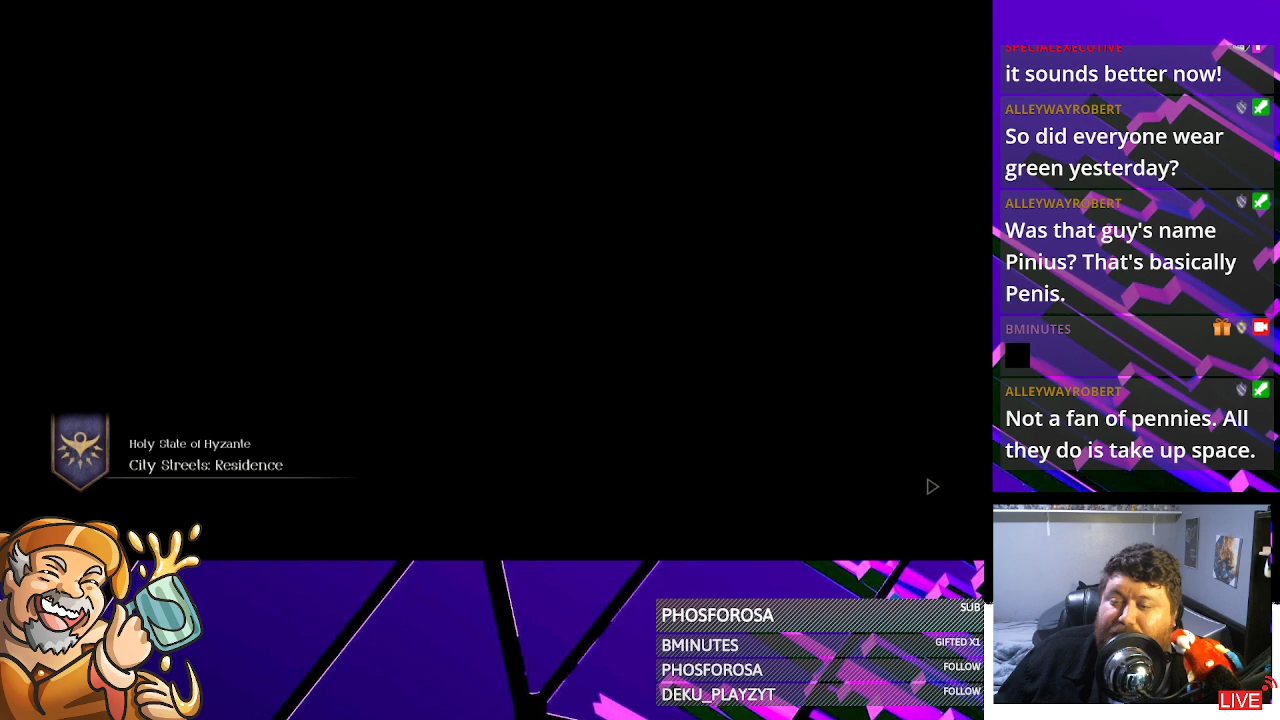 SPECIALEXECUTIVE
it sounds better now!
ALLEYWAYROBERT
So did everyone wear
green yesterday?
ALLEYWAYROBERT
Was that guy's name
Pinius? That's basically
Penis.
BMINUTES
ALLEYWAYROBERT
Not a fan of pennies. All
they do is take up space.
Holy State of Hyzante
City Streets: Residence
PHOSFOROSA SUB
BMINUTES GIFTED X1
PHOSFOROSA FOLLOW
DEKU_PLAYZYT FOLLOW
LIVE